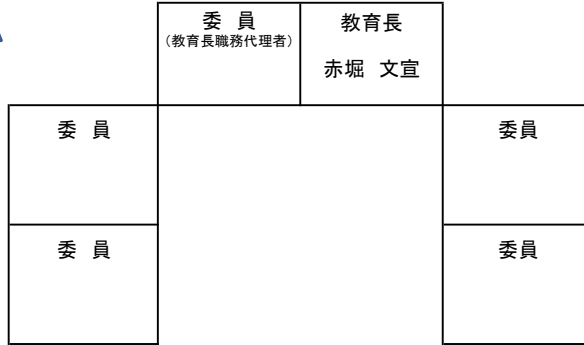 委 員
(教育長職務代理者)
教育長
赤堀 文宣
委 員
委員
委 員
委員